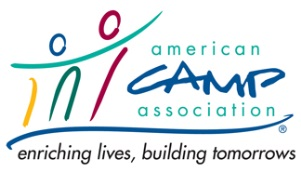 american
CAMP
association
®
enriching lives, building tomorrows